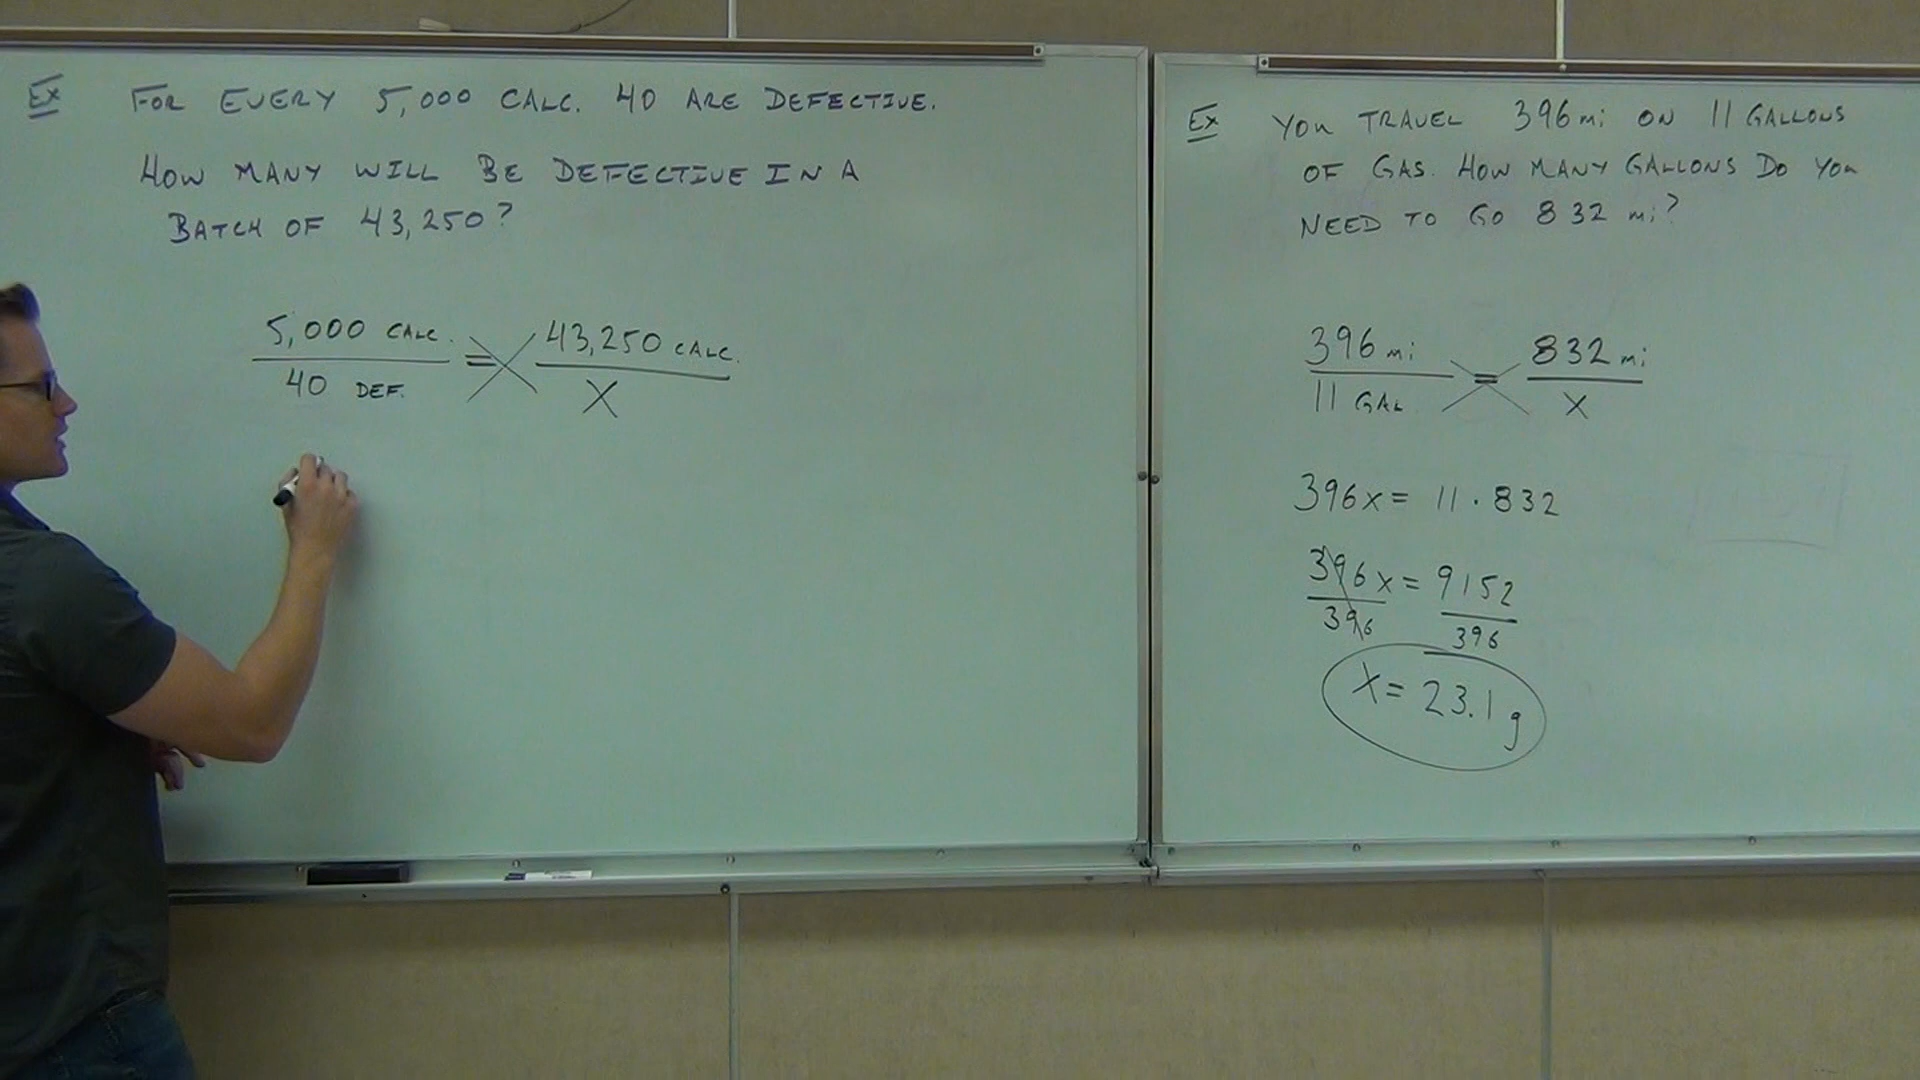 Ex FOR EVERY 5,000 CALC. 40 ARE DEFECTIVE.
HOW MANY WILL BE DEFECTIVE IN A
BATCH OF 43,250?
5,000 CALC. = 43,250 CALC.
40 DEF. X
Ex YOU TRAVEL 396 mi ON 11 GALLONS
OF GAS. HOW MANY GALLONS DO YOU
NEED TO GO 832 mi?
396 mi = 832 mi
11 GAL X
396x = 11 · 832
396x = 9152
396 396
X = 23.1 g